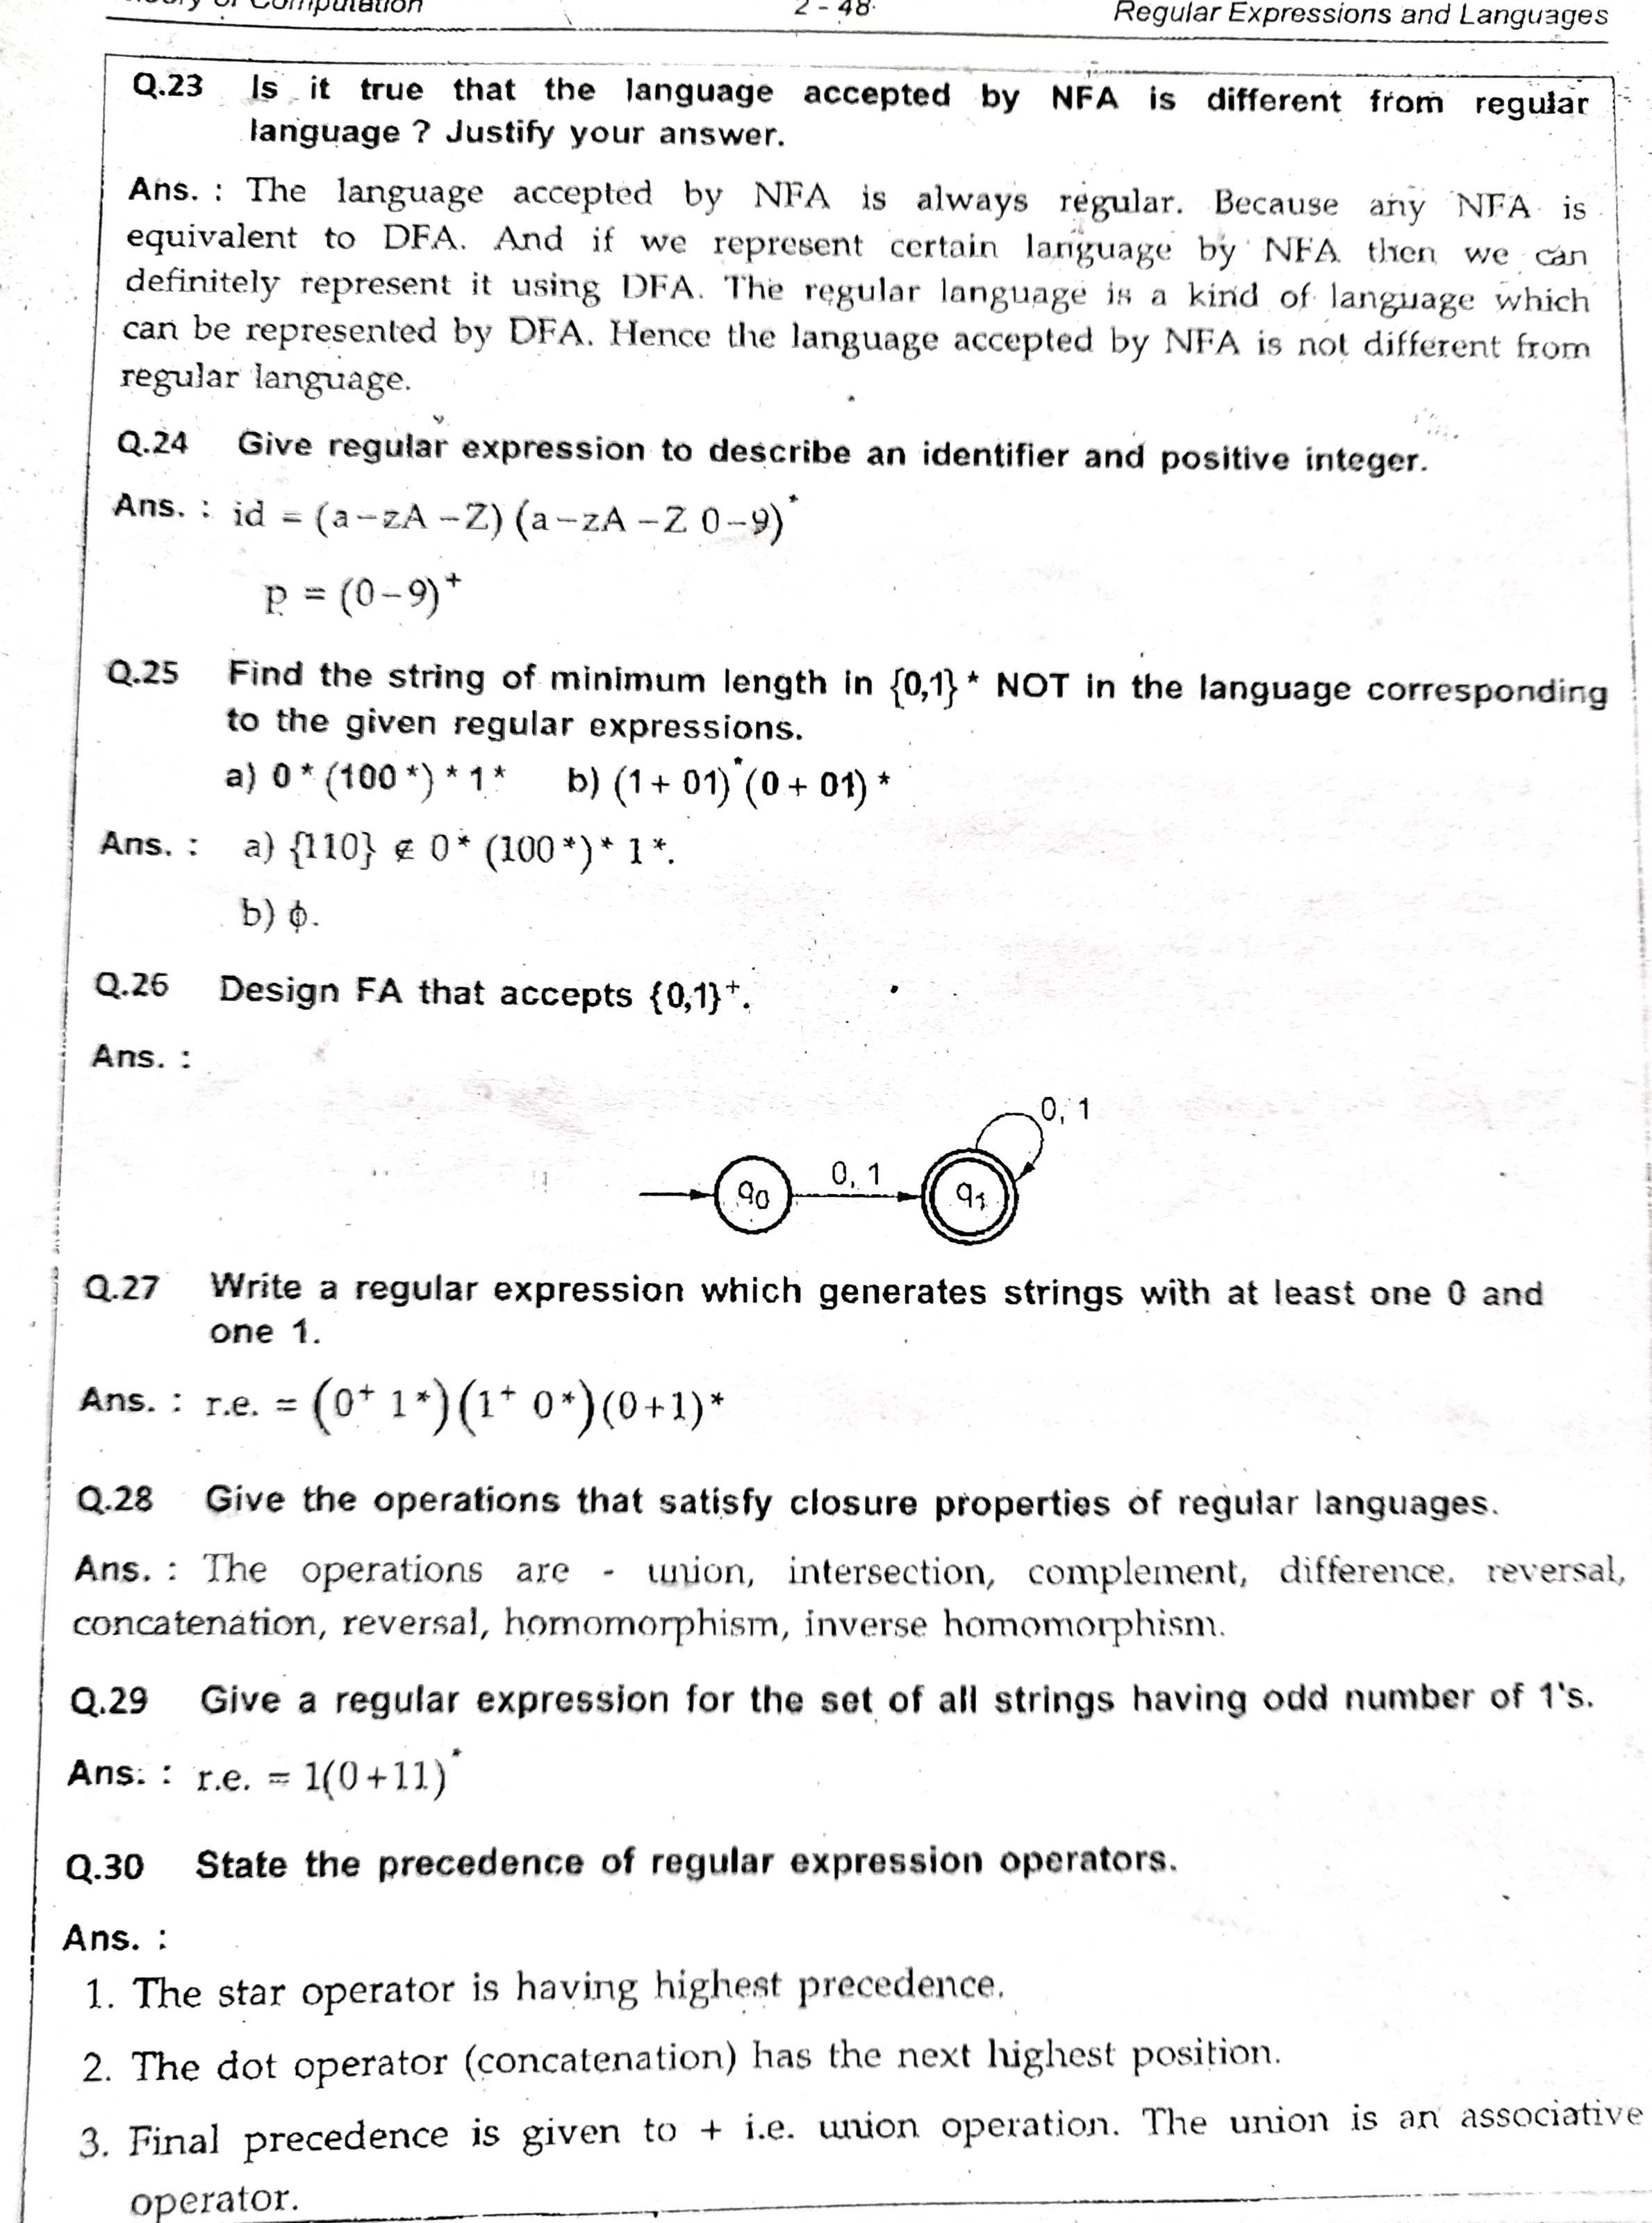 of Computation 2 - 48 Regular Expressions and Languages
Q.23 Is it true that the language accepted by NFA is different from regular
language ? Justify your answer.
Ans. : The language accepted by NFA is always regular. Because any NFA is
equivalent to DFA. And if we represent certain language by NFA then we can
definitely represent it using DFA. The regular language is a kind of language which
can be represented by DFA. Hence the language accepted by NFA is not different from
regular language.
Q.24 Give regular expression to describe an identifier and positive integer.
Ans. : id = (a-zA-Z) (a-zA-Z 0-9)*
p = (0-9)⁺
Q.25 Find the string of minimum length in {0,1}* NOT in the language corresponding
to the given regular expressions.
a) 0*(100*)*1* b) (1+01)*(0+01)*
Ans. : a) {110} ∉ 0*(100*)*1*.
b) ϕ.
Q.26 Design FA that accepts {0,1}⁺.
Ans. :
0, 1
q₀ 0, 1 q₁
Q.27 Write a regular expression which generates strings with at least one 0 and
one 1.
Ans. : r.e. = (0⁺ 1*)(1⁺ 0*)(0+1)*
Q.28 Give the operations that satisfy closure properties of regular languages.
Ans. : The operations are - union, intersection, complement, difference, reversal,
concatenation, reversal, homomorphism, inverse homomorphism.
Q.29 Give a regular expression for the set of all strings having odd number of 1's.
Ans. : r.e. = 1(0+11)*
Q.30 State the precedence of regular expression operators.
Ans. :
1. The star operator is having highest precedence.
2. The dot operator (concatenation) has the next highest position.
3. Final precedence is given to + i.e. union operation. The union is an associative
operator.